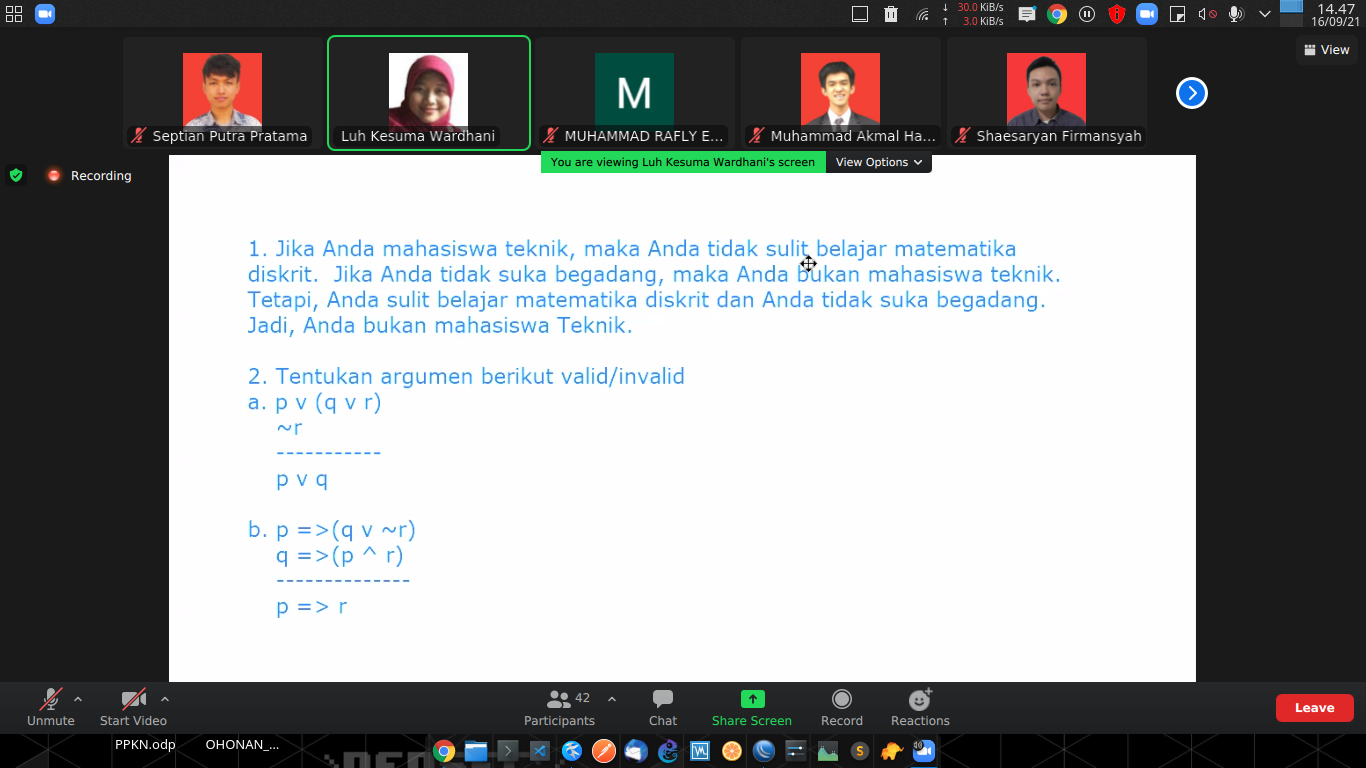 30.0 KiB/s
3.0 KiB/s
14.47
16/09/21
View
Septian Putra Pratama
Luh Kesuma Wardhani
M
MUHAMMAD RAFLY E...
Muhammad Akmal Ha...
Shaesaryan Firmansyah
You are viewing Luh Kesuma Wardhani's screen
View Options
Recording
1. Jika Anda mahasiswa teknik, maka Anda tidak sulit belajar matematika
diskrit.  Jika Anda tidak suka begadang, maka Anda bukan mahasiswa teknik.
Tetapi, Anda sulit belajar matematika diskrit dan Anda tidak suka begadang.
Jadi, Anda bukan mahasiswa Teknik.
2. Tentukan argumen berikut valid/invalid
a. p v (q v r)
~r
-----------
p v q
b. p =>(q v ~r)
q =>(p ^ r)
--------------
p => r
Unmute
Start Video
42
Participants
Chat
Share Screen
Record
Reactions
Leave
PPKN.odp
OHONAN_...